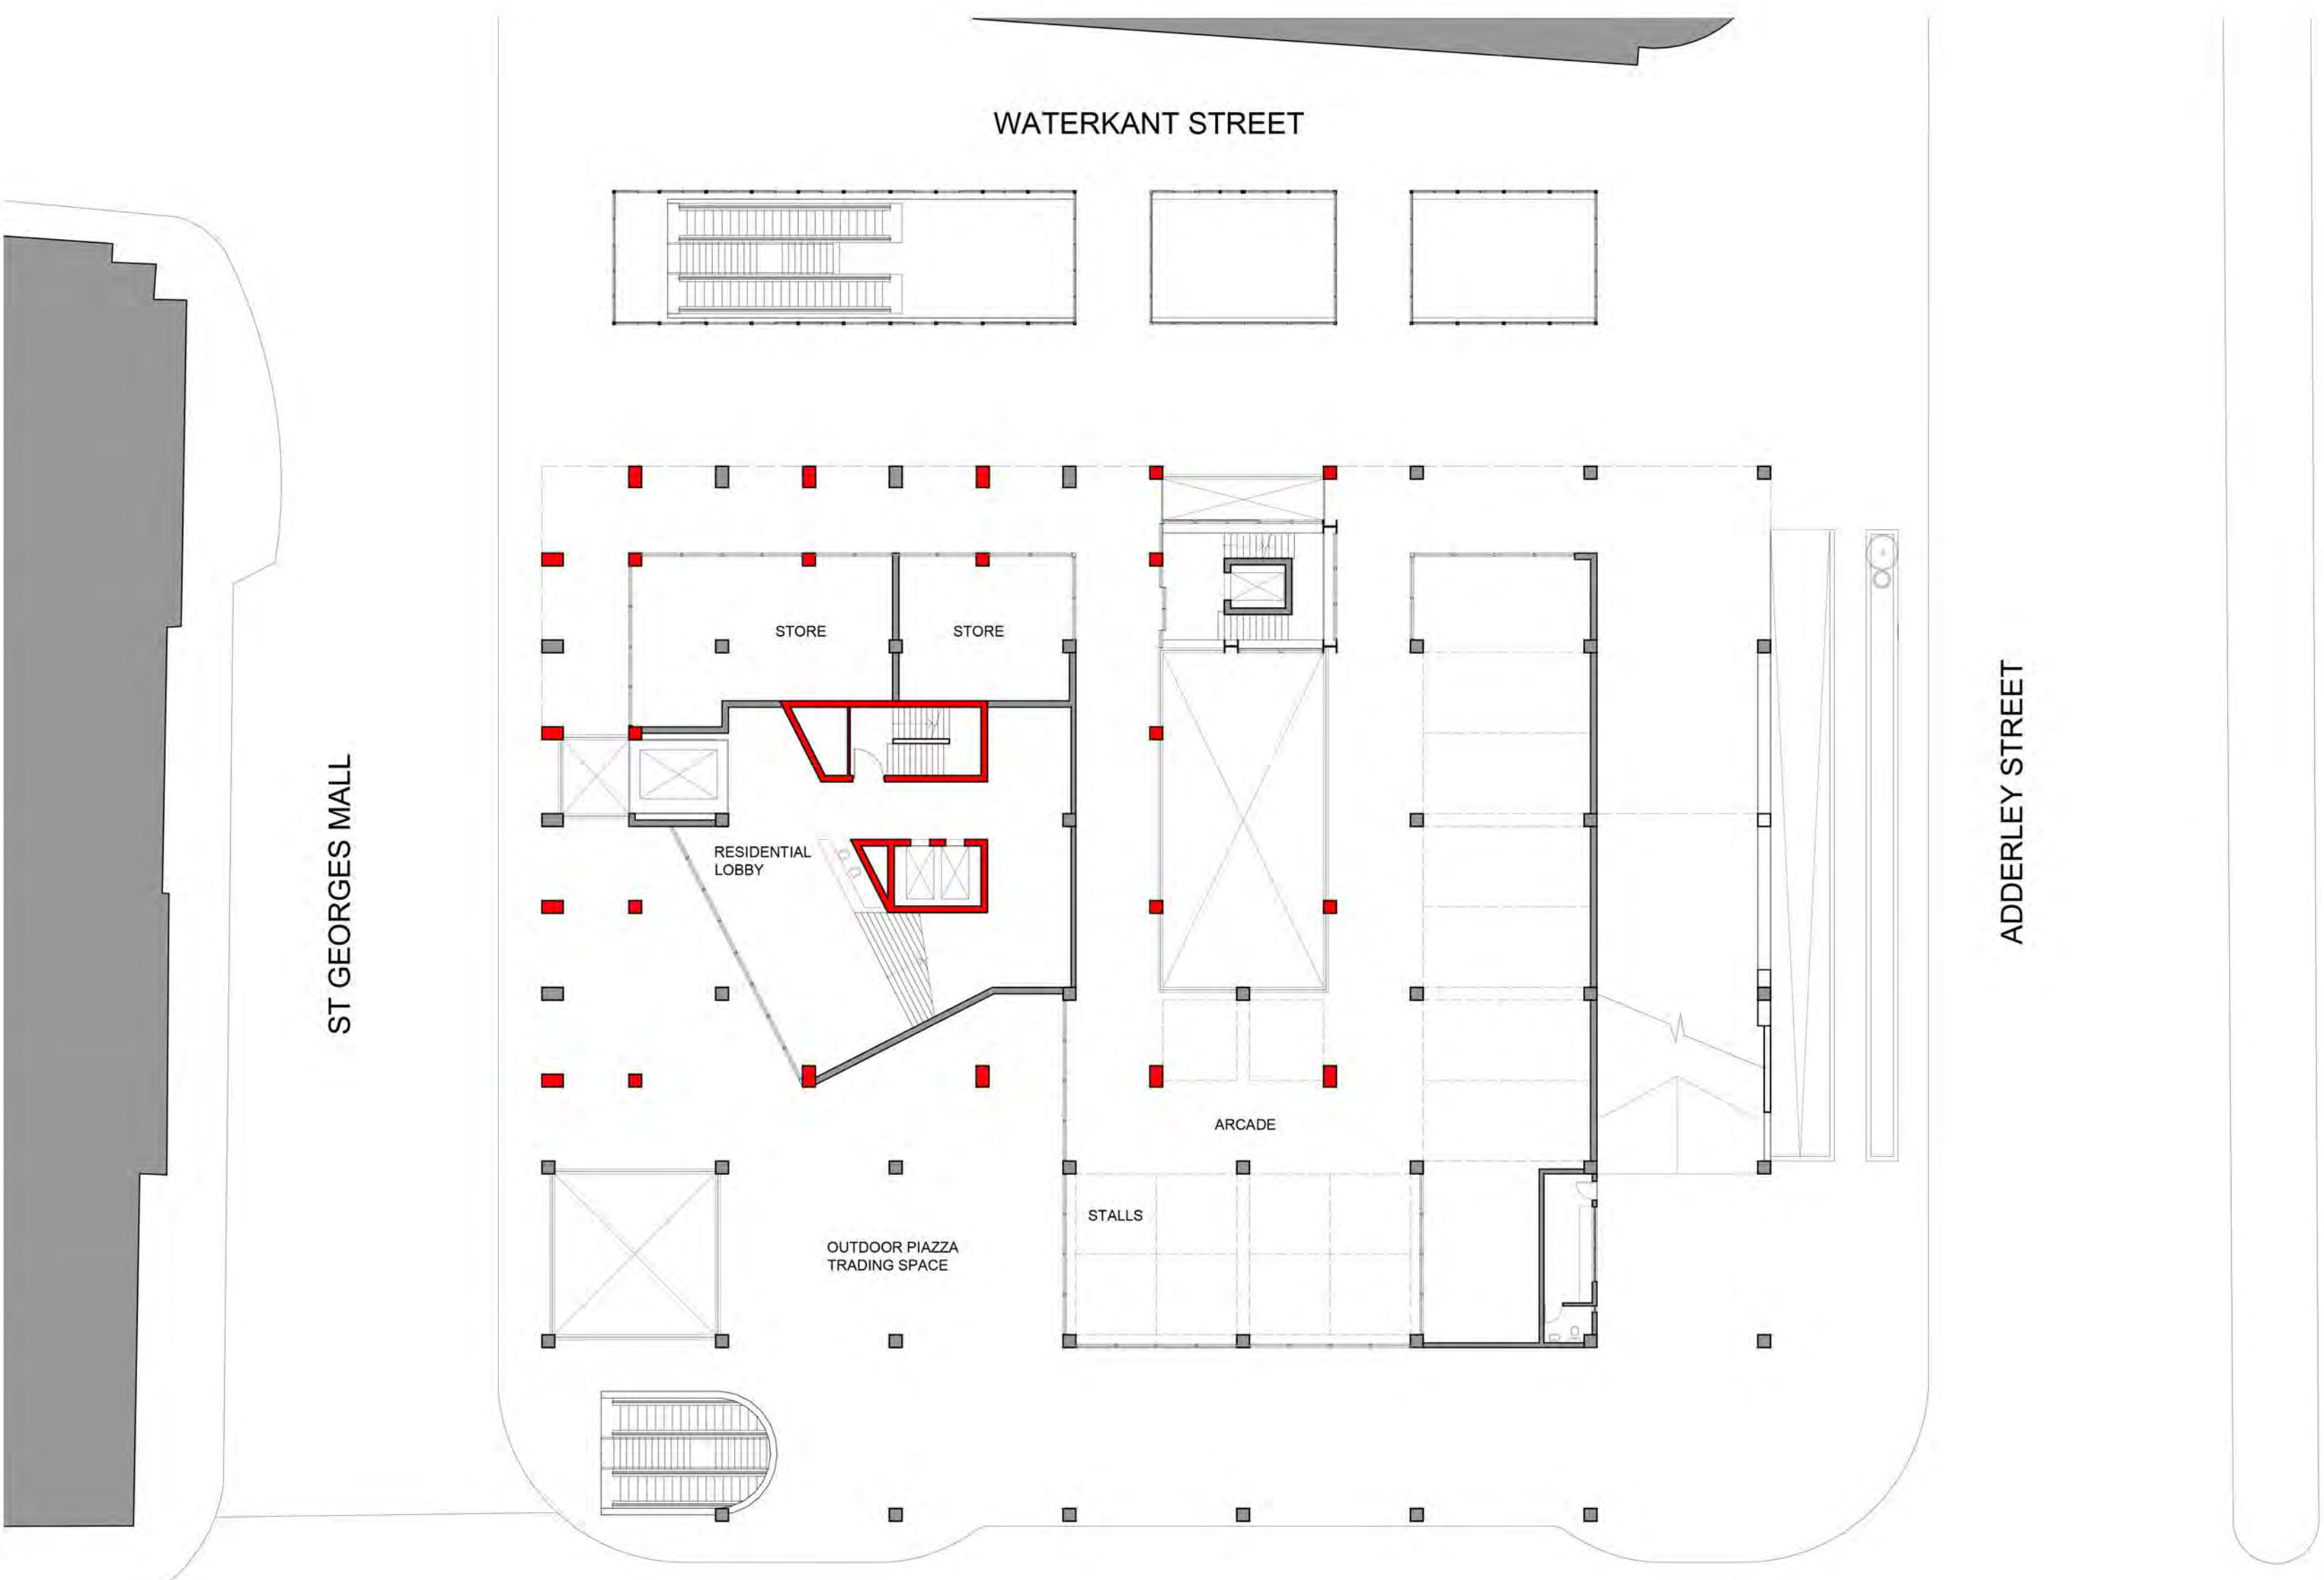 WATERKANT STREET
STORE
STORE
ST GEORGES MALL
ADDERLEY STREET
RESIDENTIAL
LOBBY
ARCADE
STALLS
OUTDOOR PIAZZA
TRADING SPACE